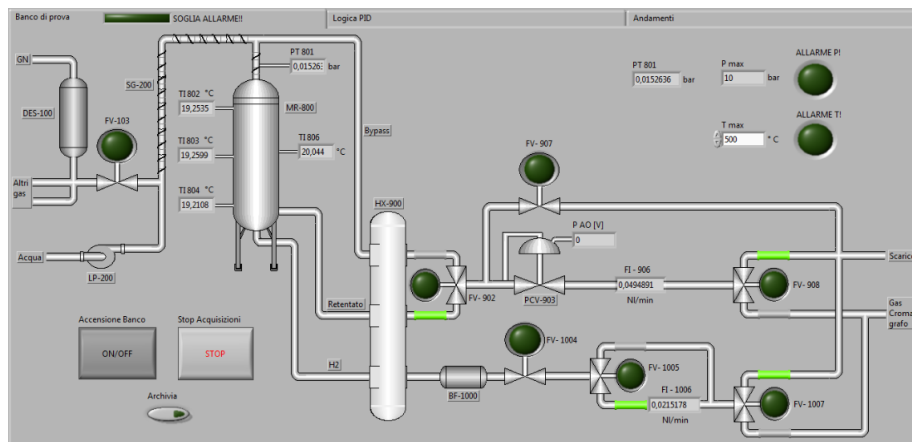 Banco di prova
SOGLIA ALLARME!!
Logica PID
Andamenti
GN
DES-100
FV-103
SG-200
PT 801
0,01526 bar
TI 802 °C
19,2535
MR-800
TI 803 °C
19,2599
TI 806
20,044 °C
TI 804 °C
19,2108
Bypass
PT 801
0,0152636 bar
P max
10 bar
ALLARME P!
T max
500 ° C
ALLARME T!
Altri
gas
Acqua
LP-200
HX-900
FV- 907
P AO [V]
0
FV - 902
PCV-903
FI - 906
0,0494891
Nl/min
FV - 908
Scarico
Gas
Croma
grafo
Retentato
H2
Accensione Banco
ON/OFF
Stop Acquisizioni
STOP
Archivia
BF-1000
FV- 1004
FV- 1005
FI - 1006
0,0215178
Nl/min
FV- 1007